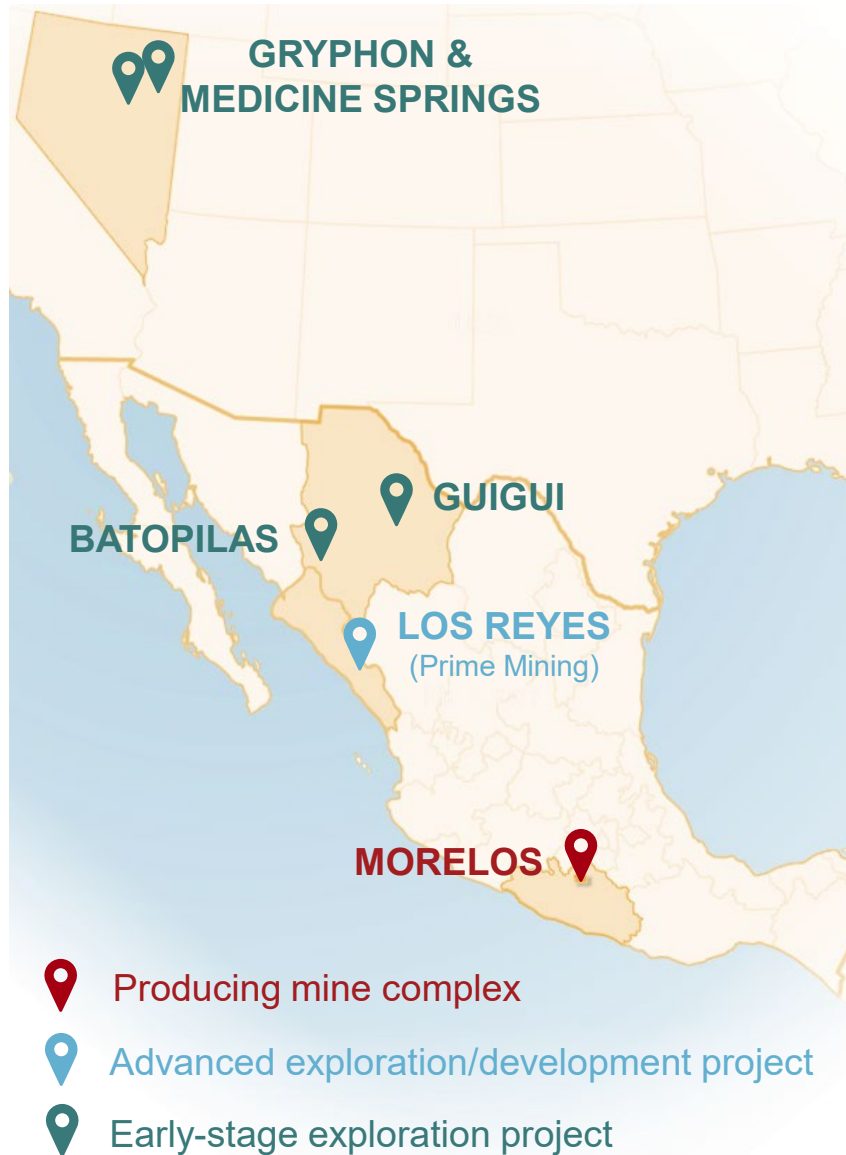 GRYPHON &
MEDICINE SPRINGS
GUIGUI
BATOPILAS
LOS REYES
(Prime Mining)
MORELOS
Producing mine complex
Advanced exploration/development project
Early-stage exploration project